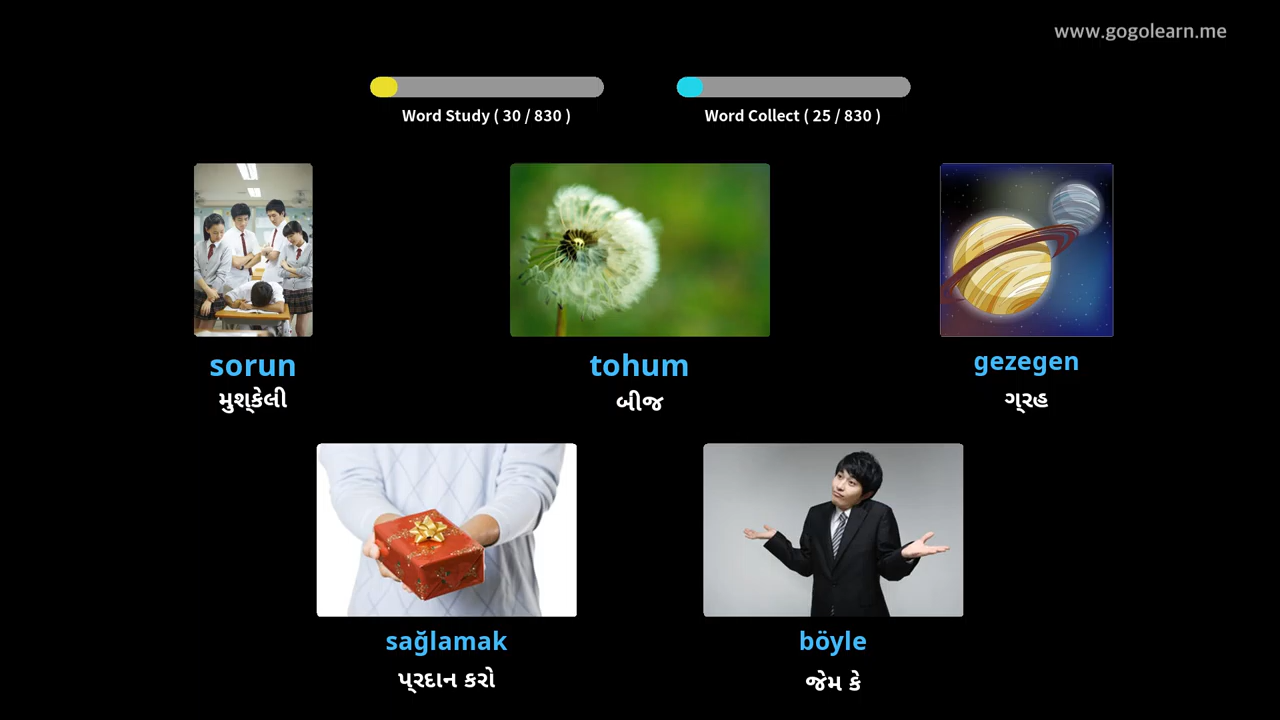 www.gogolearn.me
Word Study ( 30 / 830 )
Word Collect ( 25 / 830 )
sorun
મુશ્કેલી
tohum
બીજ
gezegen
ગ્રહ
sağlamak
પ્રદાન કરો
böyle
જેમ કે